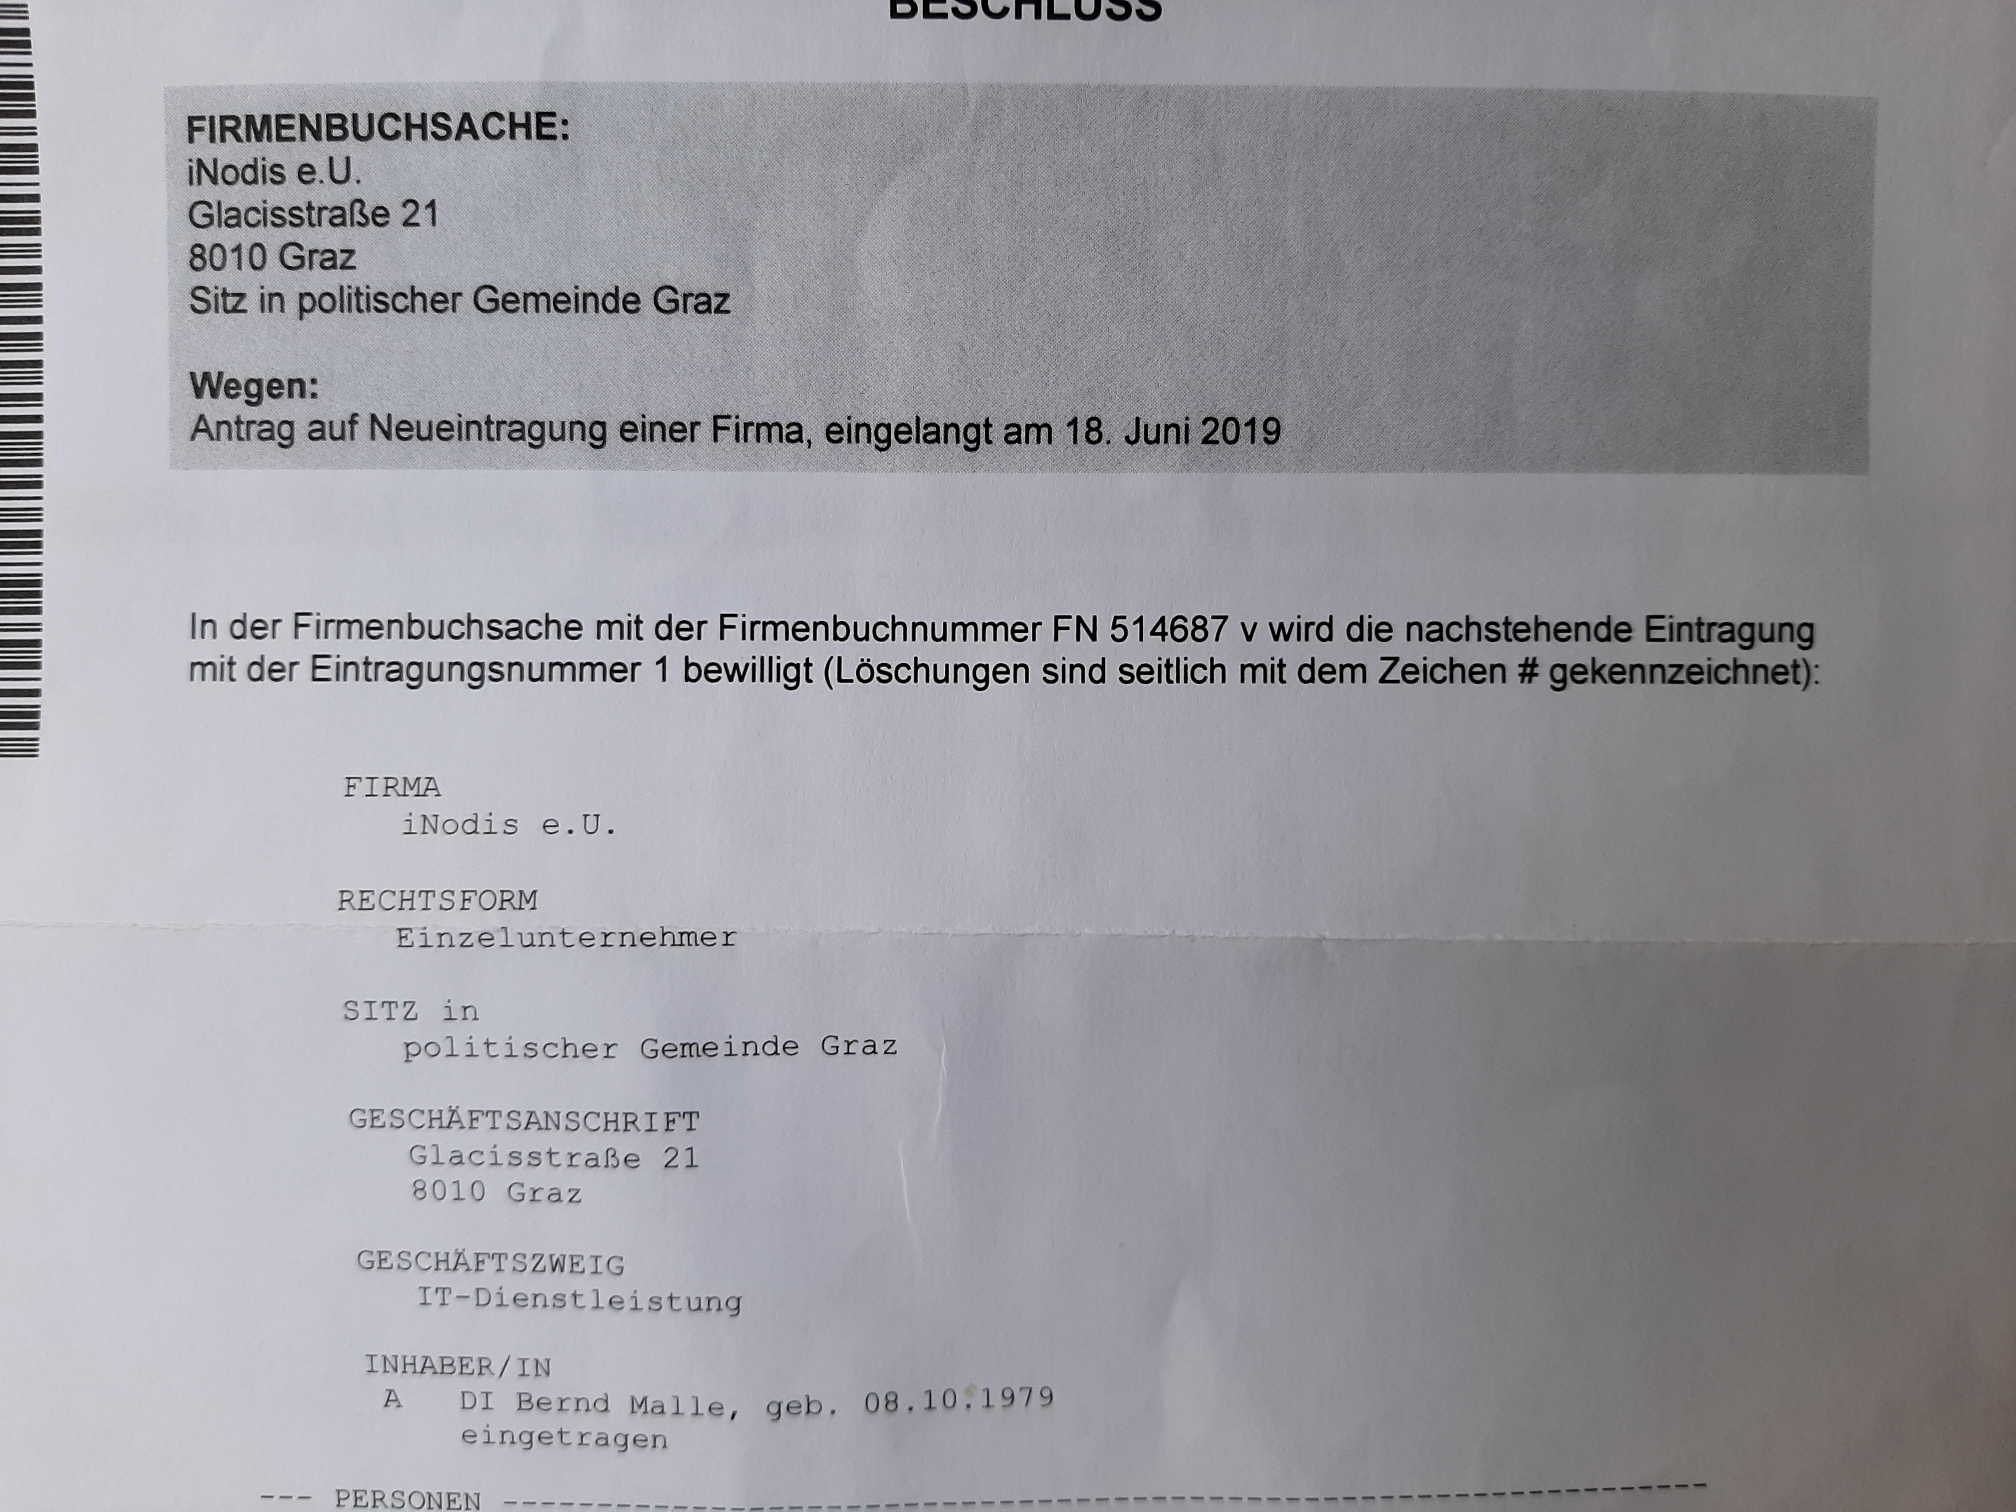 BESCHLUSS
FIRMENBUCHSACHE:
iNodis e.U.
Glacisstraße 21
8010 Graz
Sitz in politischer Gemeinde Graz
Wegen:
Antrag auf Neueintragung einer Firma, eingelangt am 18. Juni 2019
In der Firmenbuchsache mit der Firmenbuchnummer FN 514687 v wird die nachstehende Eintragung
mit der Eintragungsnummer 1 bewilligt (Löschungen sind seitlich mit dem Zeichen # gekennzeichnet):
FIRMA
iNodis e.U.
RECHTSFORM
Einzelunternehmer
SITZ in
politischer Gemeinde Graz
GESCHÄFTSANSCHRIFT
Glacisstraße 21
8010 Graz
GESCHÄFTSZWEIG
IT-Dienstleistung
INHABER/IN
A DI Bernd Malle, geb. 08.10.1979
eingetragen
--- PERSONEN ----------------------------------------------------------------